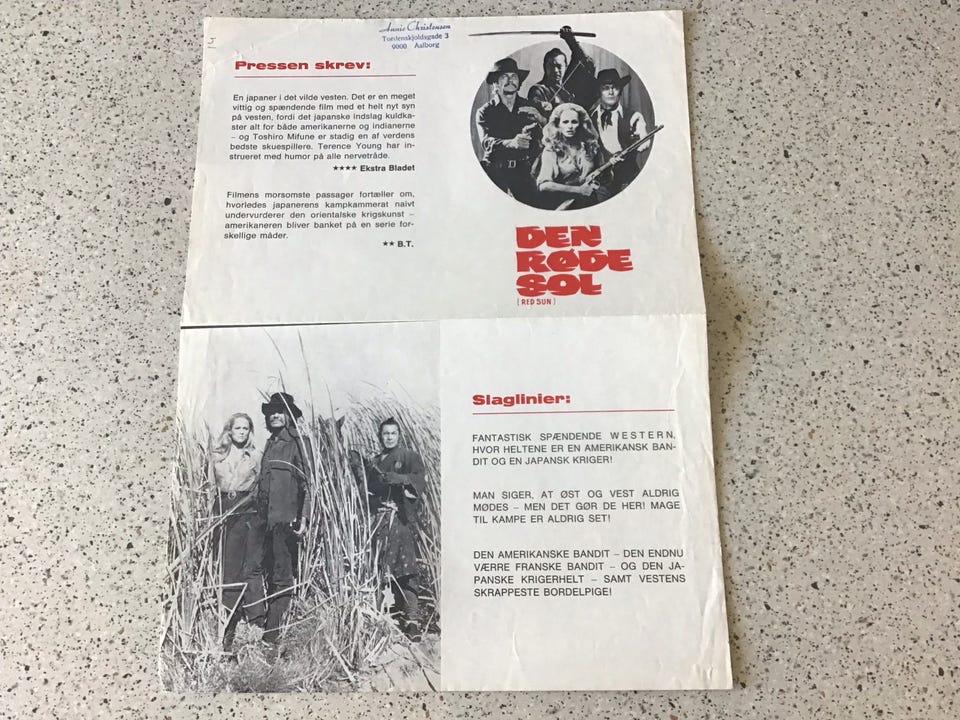 Annie Christensen
Tordenskjoldsgade 3
9000 Aalborg
Pressen skrev:
En japaner i det vilde vesten. Det er en meget
vittig og spændende film med et helt nyt syn
på vesten, fordi det japanske indslag kuldka-
ster alt for både amerikanerne og indianerne
– og Toshiro Mifune er stadig en af verdens
bedste skuespillere. Terence Young har in-
strueret med humor på alle nervetråde.
★★★★ Ekstra Bladet
Filmens morsomste passager fortæller om,
hvorledes japanerens kampkammerat naivt
undervurderer den orientalske krigskunst –
amerikaneren bliver banket på en serie for-
skellige måder.
★★ B.T.
DEN
RØDE
SOL
(RED SUN)
Slaglinier:
FANTASTISK SPÆNDENDE WESTERN,
HVOR HELTENE ER EN AMERIKANSK BAN-
DIT OG EN JAPANSK KRIGER!
MAN SIGER, AT ØST OG VEST ALDRIG
MØDES – MEN DET GØR DE HER! MAGE
TIL KAMPE ER ALDRIG SET!
DEN AMERIKANSKE BANDIT – DEN ENDNU
VÆRRE FRANSKE BANDIT – OG DEN JA-
PANSKE KRIGERHELT – SAMT VESTENS
SKRAPPESTE BORDELPIGE!